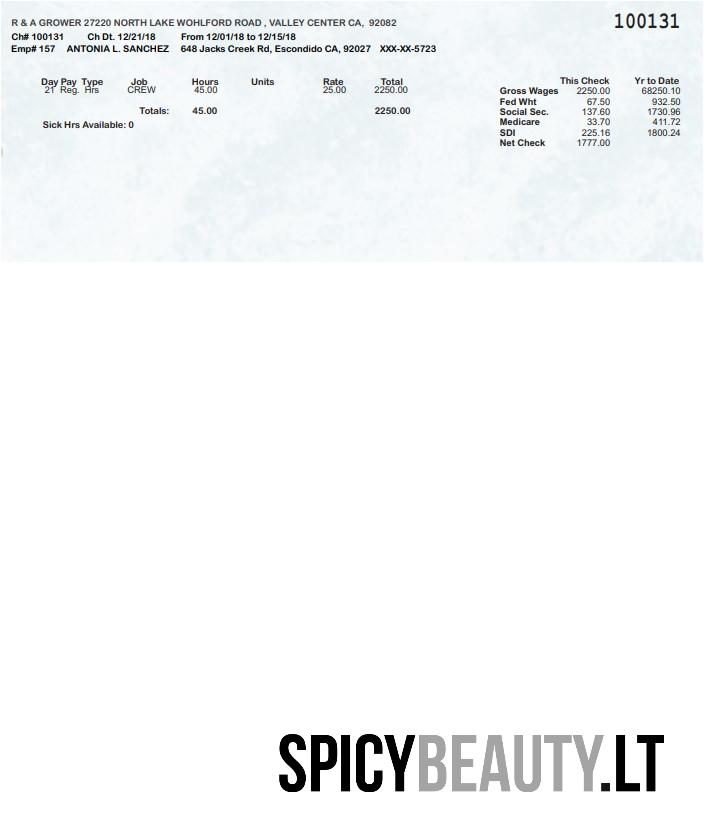 R & A GROWER 27220 NORTH LAKE WOHLFORD ROAD , VALLEY CENTER CA, 92082
100131
Ch# 100131 Ch Dt. 12/21/18 From 12/01/18 to 12/15/18
Emp# 157 ANTONIA L. SANCHEZ 648 Jacks Creek Rd, Escondido CA, 92027 XXX-XX-5723
Day Pay Type Job Hours Units Rate Total
21 Reg. Hrs CREW 45.00 25.00 2250.00
Totals: 45.00 2250.00
Sick Hrs Available: 0
This Check Yr to Date
Gross Wages 2250.00 68250.10
Fed Wht 67.50 932.50
Social Sec. 137.60 1730.96
Medicare 33.70 411.72
SDI 225.16 1800.24
Net Check 1777.00
SPICYBEAUTY.LT